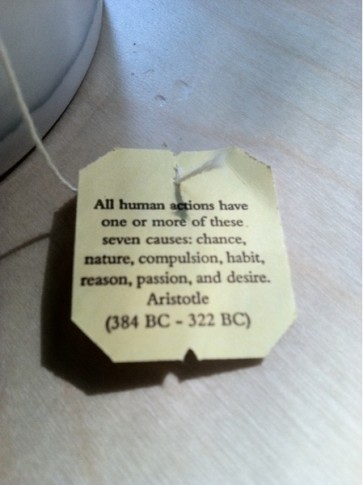 All human actions have
one or more of these
seven causes: chance,
nature, compulsion, habit,
reason, passion, and desire.
Aristotle
(384 BC - 322 BC)